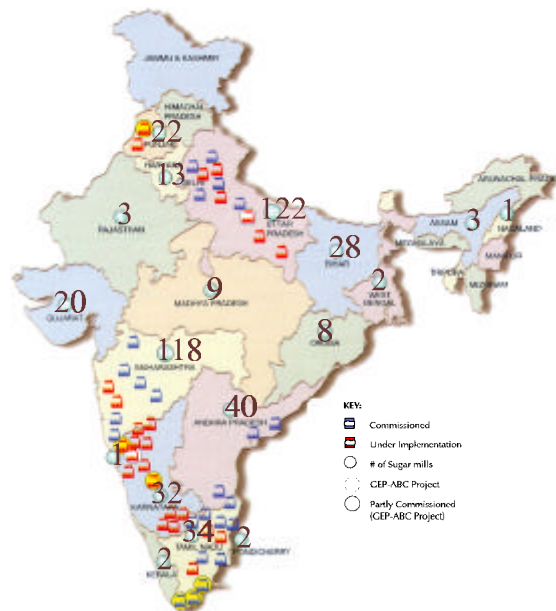 JAMMU & KASHMIR
HIMACHAL
PRADESH
22
PUNJAB
HARYANA
13
DELHI
ARUNACHAL PRADESH
3
RAJASTHAN
122
UTTAR
PRADESH
ASSAM
3
1
NAGALAND
28
BIHAR
MEGHALAYA
MANIPUR
TRIPURA
MIZORAM
20
GUJARAT
9
MADHYA PRADESH
2
WEST
BENGAL
8
ORISSA
118
MAHARASHTRA
40
ANDHRA PRADESH
1
32
KARNATAKA
34
TAMIL NADU
2
PONDICHERRY
2
KERALA
KEY:
Commissioned
Under Implementation
# of Sugar mills
GEP-ABC Project
Partly Commissioned
(GEP-ABC Project)